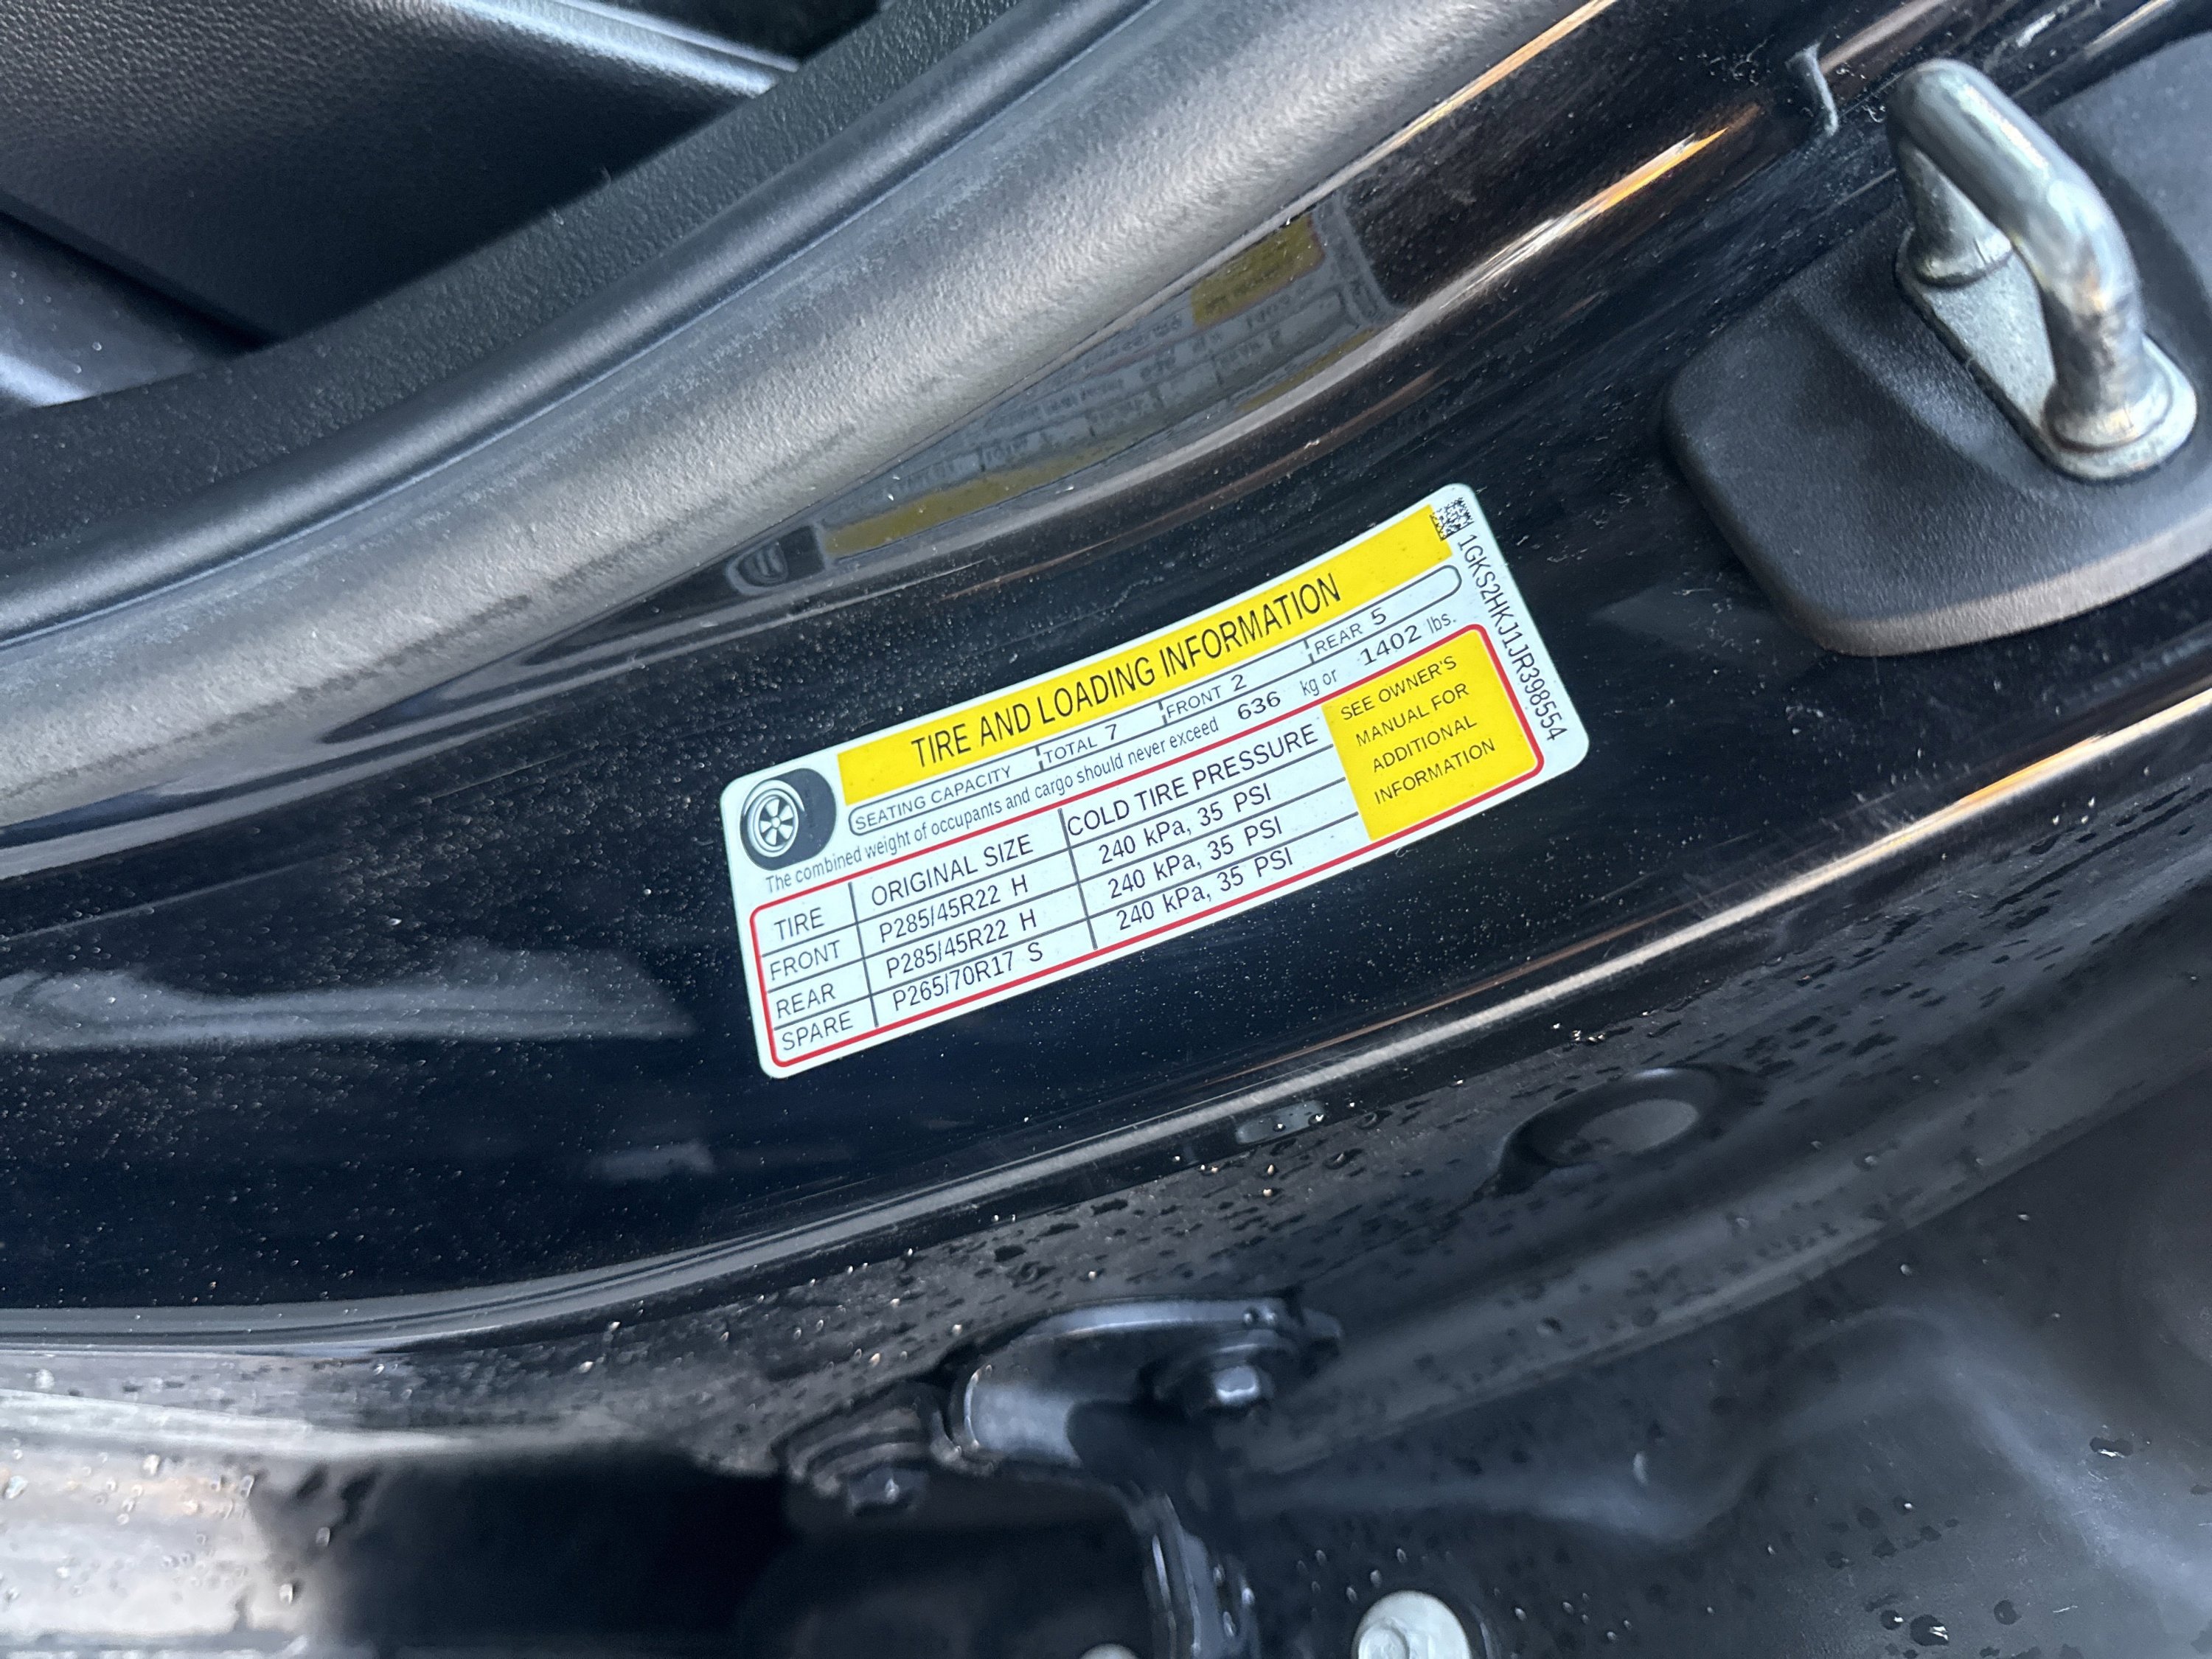 TIRE AND LOADING INFORMATION
SEATING CAPACITY TOTAL 7 FRONT 2 REAR 5
The combined weight of occupants and cargo should never exceed 636 kg or 1402 lbs.
TIRE ORIGINAL SIZE COLD TIRE PRESSURE
FRONT P285/45R22 H 240 kPa, 35 PSI
REAR P285/45R22 H 240 kPa, 35 PSI
SPARE P265/70R17 S 240 kPa, 35 PSI
SEE OWNER'S
MANUAL FOR
ADDITIONAL
INFORMATION
1GKS2HKJ1JR398554